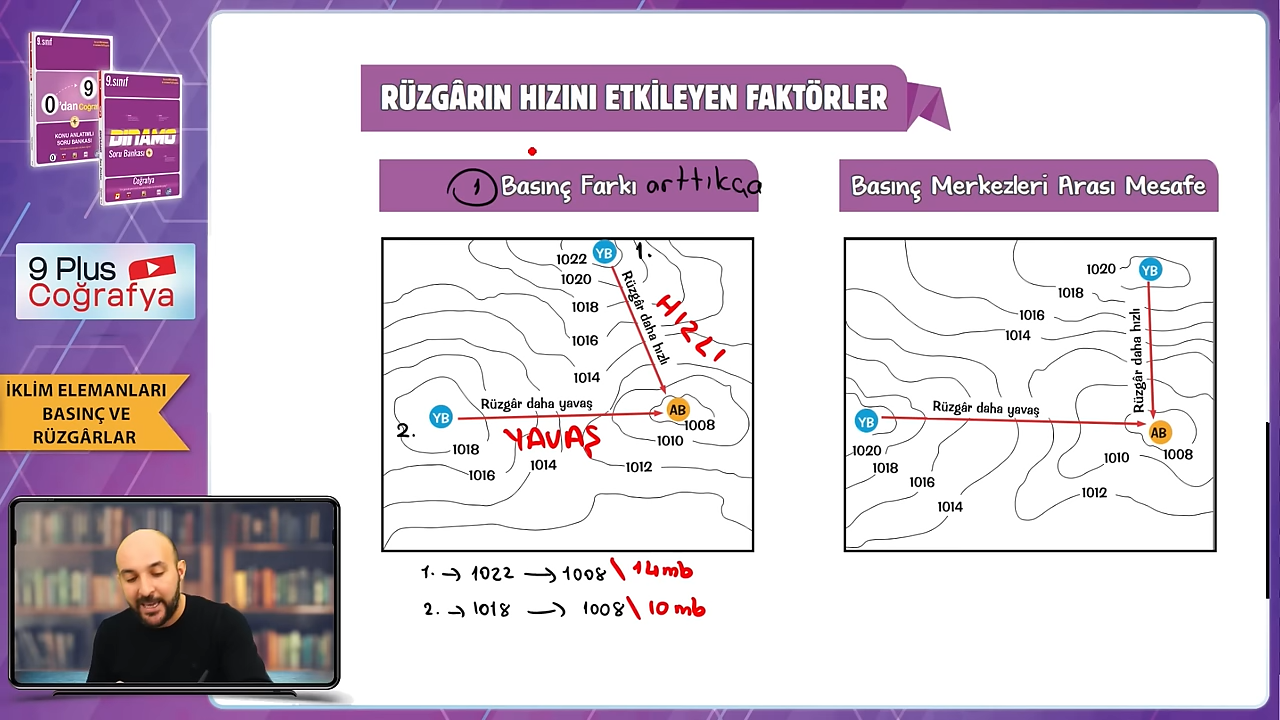 9.sınıf
0'dan
9
KONU ANLATIMLI
SORU BANKASI
9.sınıf
DİNAMO
Soru Bankası
Coğrafya
9 Plus
Coğrafya
İKLİM ELEMANLARI
BASINÇ VE
RÜZGÂRLAR
RÜZGÂRIN HIZINI ETKİLEYEN FAKTÖRLER
1 Basınç Farkı arttıkça
YB 1.
1022
1020
1018
1016
1014
Rüzgâr daha hızlı
HIZLI
YB
Rüzgâr daha yavaş
AB
1008
2.
YAVAŞ
1010
1018
1014
1012
1016
1. → 1022 → 1008 \ 14mb
2. → 1018 → 1008 \ 10 mb
Basınç Merkezleri Arası Mesafe
1020 YB
1018
1016
1014
Rüzgâr daha hızlı
YB
Rüzgâr daha yavaş
AB
1020
1008
1018
1010
1016
1012
1014